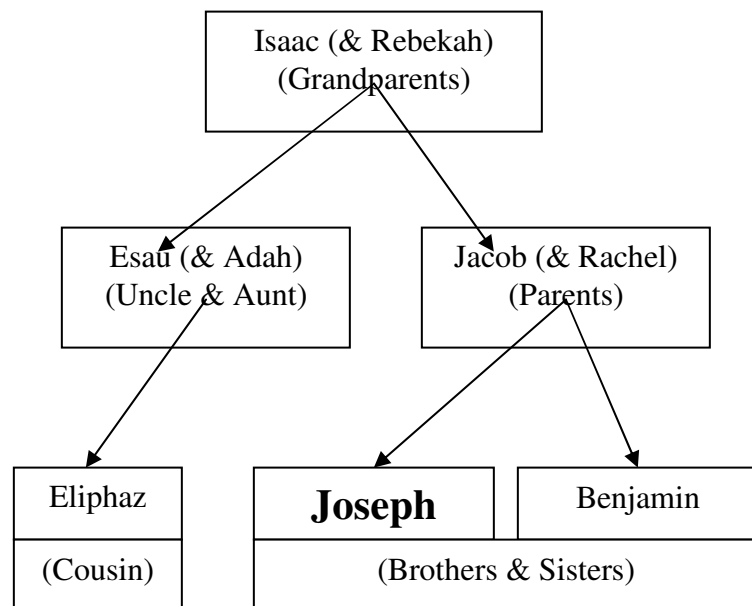 Isaac (& Rebekah)
(Grandparents)
Esau (& Adah)
(Uncle & Aunt)
Jacob (& Rachel)
(Parents)
Eliphaz
Joseph
Benjamin
(Cousin)
(Brothers & Sisters)